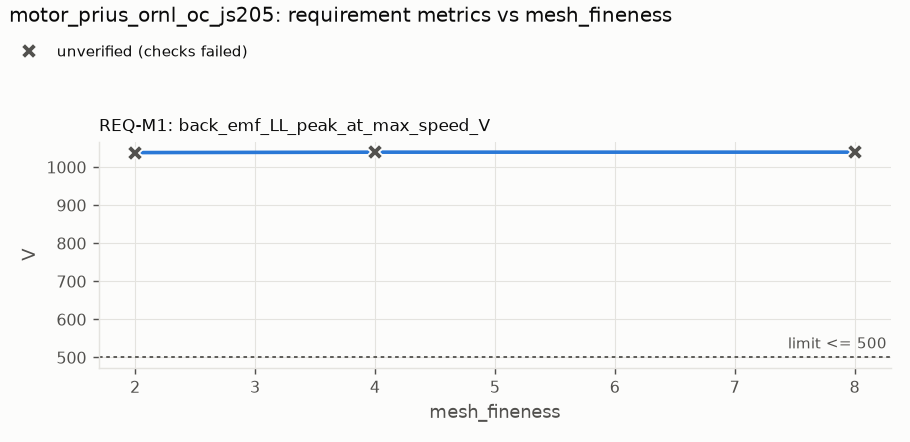 motor_prius_ornl_oc_js205: requirement metrics vs mesh_fineness
unverified (checks failed)
REQ-M1: back_emf_LL_peak_at_max_speed_V
1000
900
800
700
600
500
V
limit <= 500
2 3 4 5 6 7 8
mesh_fineness